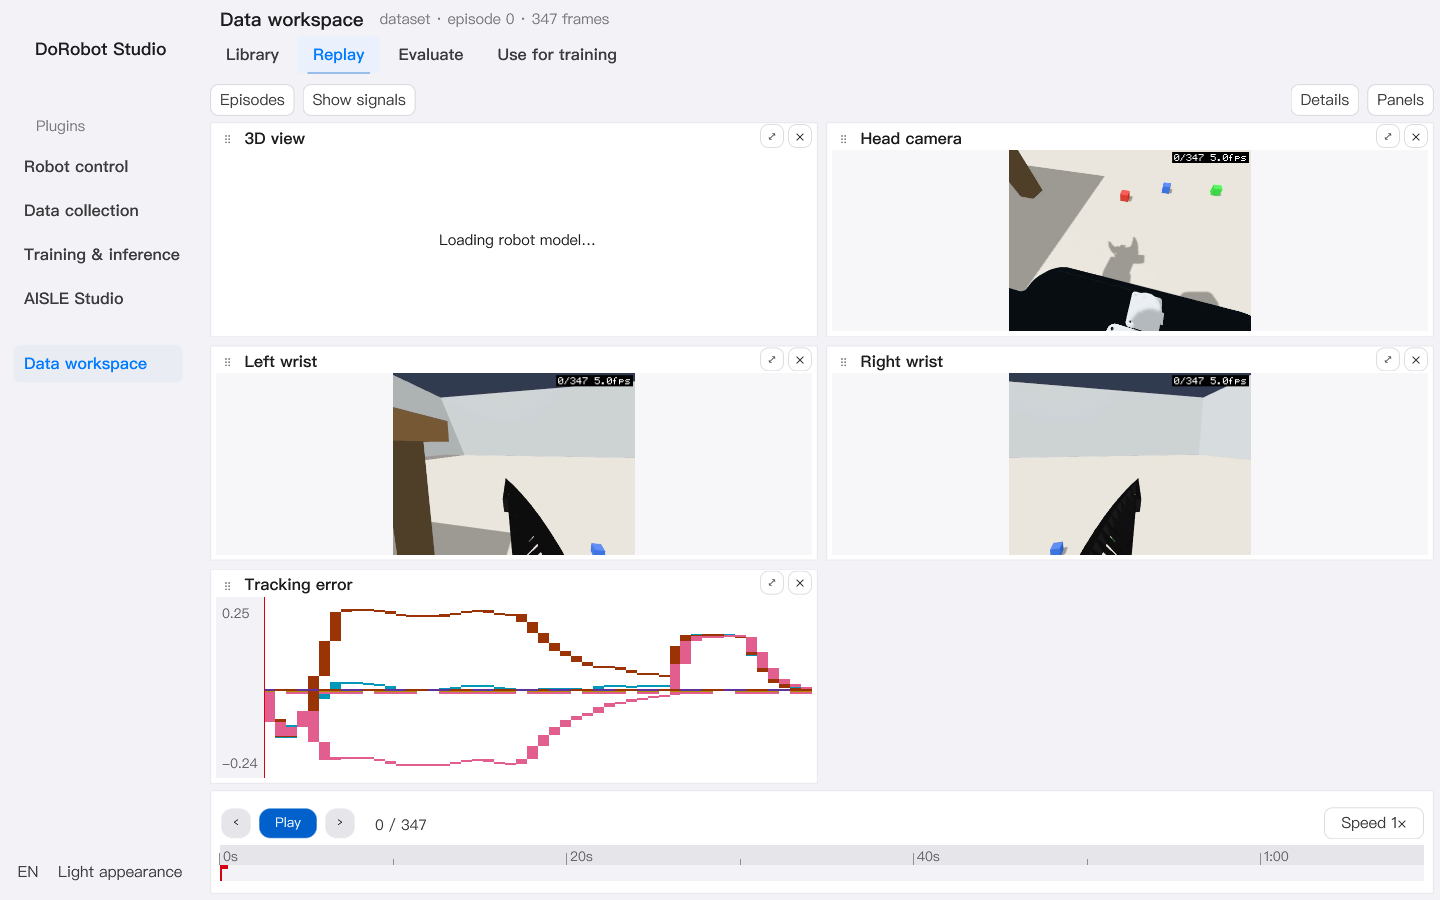 Data workspace dataset · episode 0 · 347 frames
DoRobot Studio
Library Replay Evaluate Use for training
Episodes Show signals Details Panels
Plugins
Robot control
Data collection
Training & inference
AISLE Studio
Data workspace
EN Light appearance
3D view
Loading robot model...
Head camera
0/347 5.0fps
Left wrist
0/347 5.0fps
Right wrist
0/347 5.0fps
Tracking error
0.25
−0.24
< Play > 0 / 347 Speed 1×
0s 20s 40s 1:00